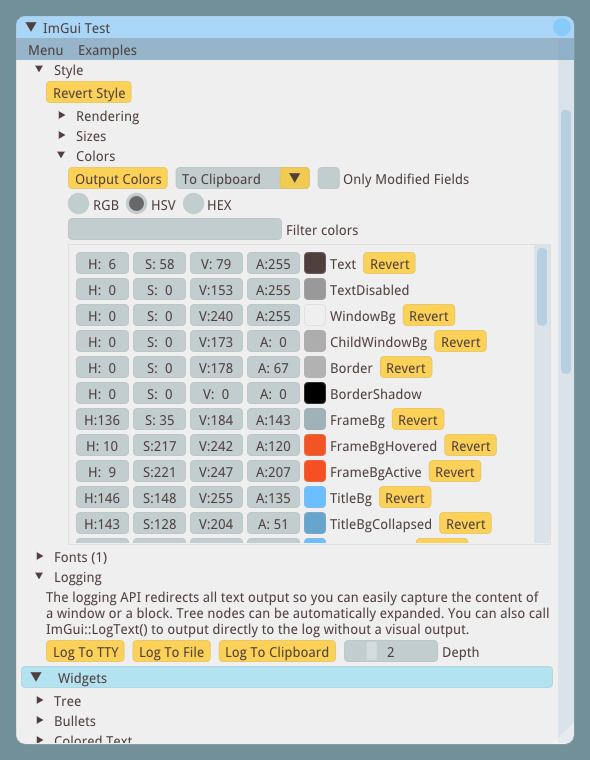 ImGui Test
Menu Examples
Style
Revert Style
Rendering
Sizes
Colors
Output Colors To Clipboard Only Modified Fields
RGB HSV HEX
Filter colors
H: 6 S: 58 V: 79 A:255 Text Revert
H: 0 S: 0 V:153 A:255 TextDisabled
H: 0 S: 0 V:240 A:255 WindowBg Revert
H: 0 S: 0 V:173 A: 0 ChildWindowBg Revert
H: 0 S: 0 V:178 A: 67 Border Revert
H: 0 S: 0 V: 0 A: 0 BorderShadow
H:136 S: 35 V:184 A:143 FrameBg Revert
H: 10 S:217 V:242 A:120 FrameBgHovered Revert
H: 9 S:221 V:247 A:207 FrameBgActive Revert
H:146 S:148 V:255 A:135 TitleBg Revert
H:143 S:128 V:204 A: 51 TitleBgCollapsed Revert
Fonts (1)
Logging
The logging API redirects all text output so you can easily capture the content of
a window or a block. Tree nodes can be automatically expanded. You can also call
ImGui::LogText() to output directly to the log without a visual output.
Log To TTY Log To File Log To Clipboard 2 Depth
Widgets
Tree
Bullets
Colored Text